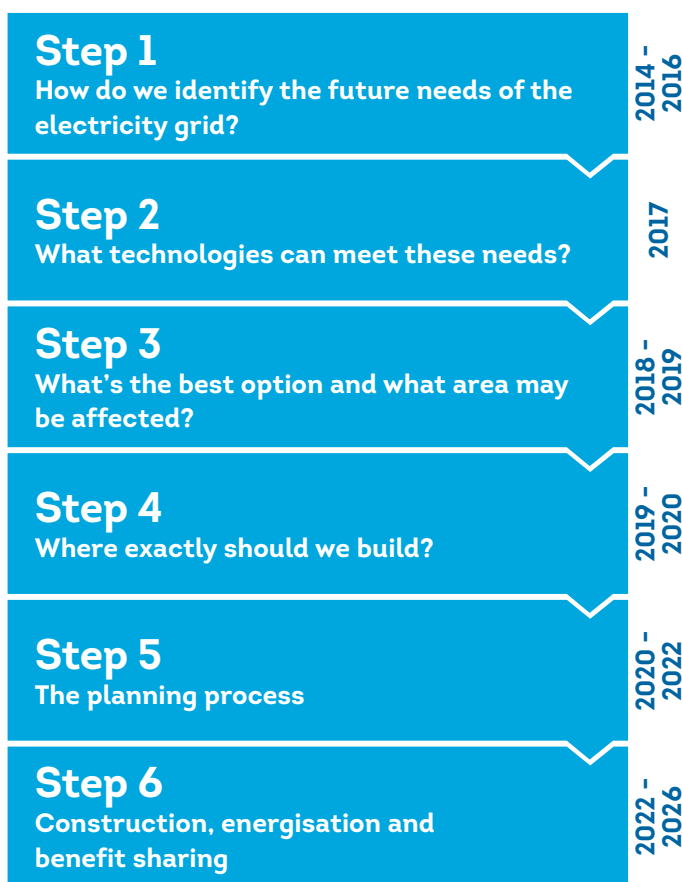 Step 1
How do we identify the future needs of the
electricity grid?
2014 -
2016
Step 2
What technologies can meet these needs?
2017
Step 3
What's the best option and what area may
be affected?
2018 -
2019
Step 4
Where exactly should we build?
2019 -
2020
Step 5
The planning process
2020 -
2022
Step 6
Construction, energisation and
benefit sharing
2022 -
2026